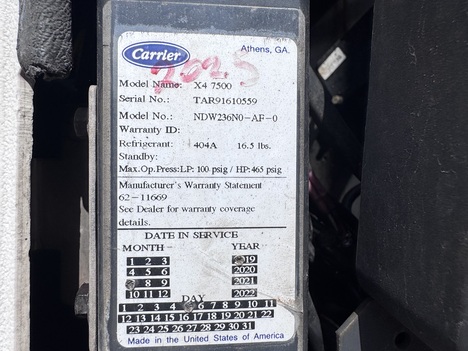 Carrier
Athens, GA.
Model Name: X4 7500
Serial No.: TAR91610559
Model No.: NDW236N0-AF-0
Warranty ID:
Refrigerant: 404A 16.5 lbs.
Standby:
Max.Op.Press:LP: 100 psig / HP:465 psig
Manufacturer's Warranty Statement
62-11669
See Dealer for warranty coverage
details.
DATE IN SERVICE
MONTH YEAR
1 2 3 19
4 5 6 2020
8 9 2021
10 11 12 2022
DAY
1 2 3 4 6 7 8 9 10 11
12 13 14 15 16 17 18 19 20 21 22
23 24 25 26 27 28 29 30 31
Made in the United States of America